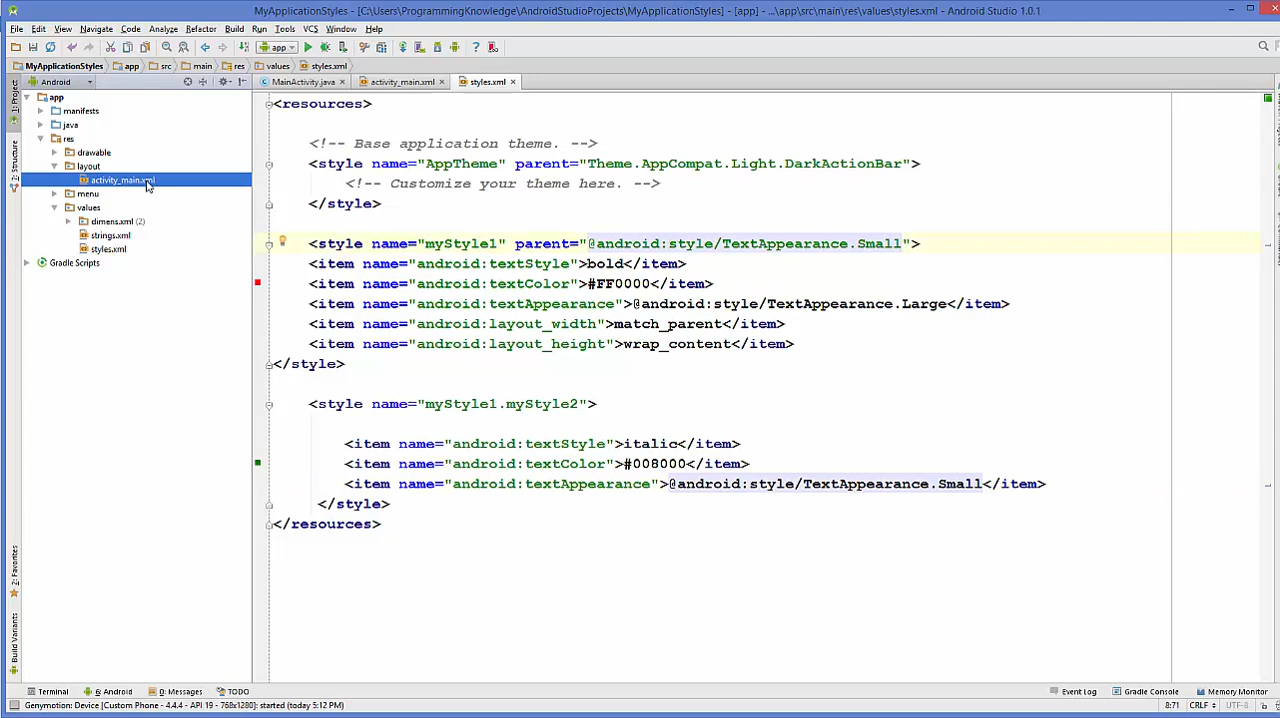 MyApplicationStyles - [C:\Users\ProgrammingKnowledge\AndroidStudioProjects\MyApplicationStyles] - [app] - ...\app\src\main\res\values\styles.xml - Android Studio 1.0.1
File Edit View Navigate Code Analyze Refactor Build Run Tools VCS Window Help
app
MyApplicationStyles app src main res values styles.xml
Android
MainActivity.java activity_main.xml styles.xml
1: Project
Z: Structure
2: Favorites
Build Variants
app
manifests
java
res
drawable
layout
activity_main.xml
menu
values
dimens.xml (2)
strings.xml
styles.xml
Gradle Scripts
<resources>
<!-- Base application theme. -->
<style name="AppTheme" parent="Theme.AppCompat.Light.DarkActionBar">
<!-- Customize your theme here. -->
</style>
<style name="myStyle1" parent="@android:style/TextAppearance.Small">
<item name="android:textStyle">bold</item>
<item name="android:textColor">#FF0000</item>
<item name="android:textAppearance">@android:style/TextAppearance.Large</item>
<item name="android:layout_width">match_parent</item>
<item name="android:layout_height">wrap_content</item>
</style>
<style name="myStyle1.myStyle2">
<item name="android:textStyle">italic</item>
<item name="android:textColor">#008000</item>
<item name="android:textAppearance">@android:style/TextAppearance.Small</item>
</style>
</resources>
Terminal 6: Android 0: Messages TODO Event Log Gradle Console Memory Monitor
Genymotion: Device [Custom Phone - 4.4.4 - API 19 - 768x1280]: started (today 5:12 PM) 8:71 CRLF UTF-8